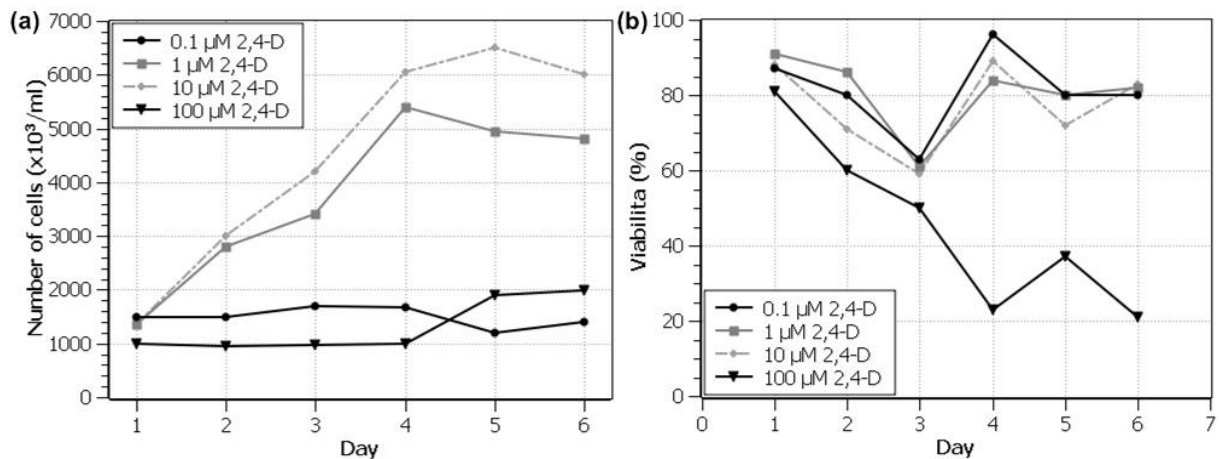 (a)
7000
6000
5000
4000
3000
2000
1000
0
Number of cells (x10³/ml)
0.1 µM 2,4-D
1 µM 2,4-D
10 µM 2,4-D
100 µM 2,4-D
1 2 3 4 5 6
Day
(b)
100
80
60
40
20
0
Viabilita (%)
0.1 µM 2,4-D
1 µM 2,4-D
10 µM 2,4-D
100 µM 2,4-D
0 1 2 3 4 5 6 7
Day